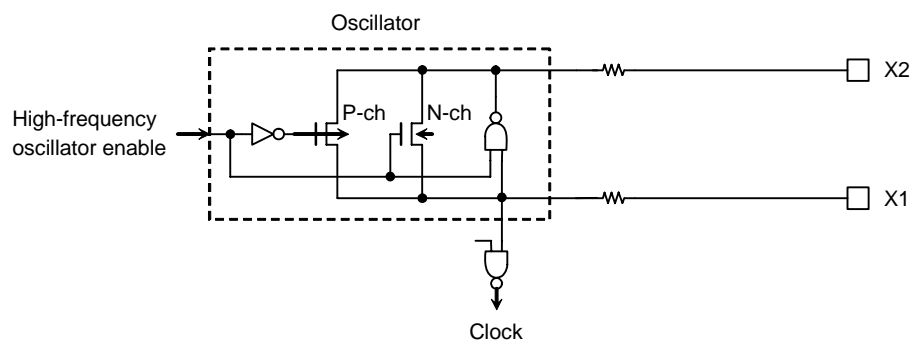 Oscillator
X2
P-ch
N-ch
High-frequency
oscillator enable
X1
Clock